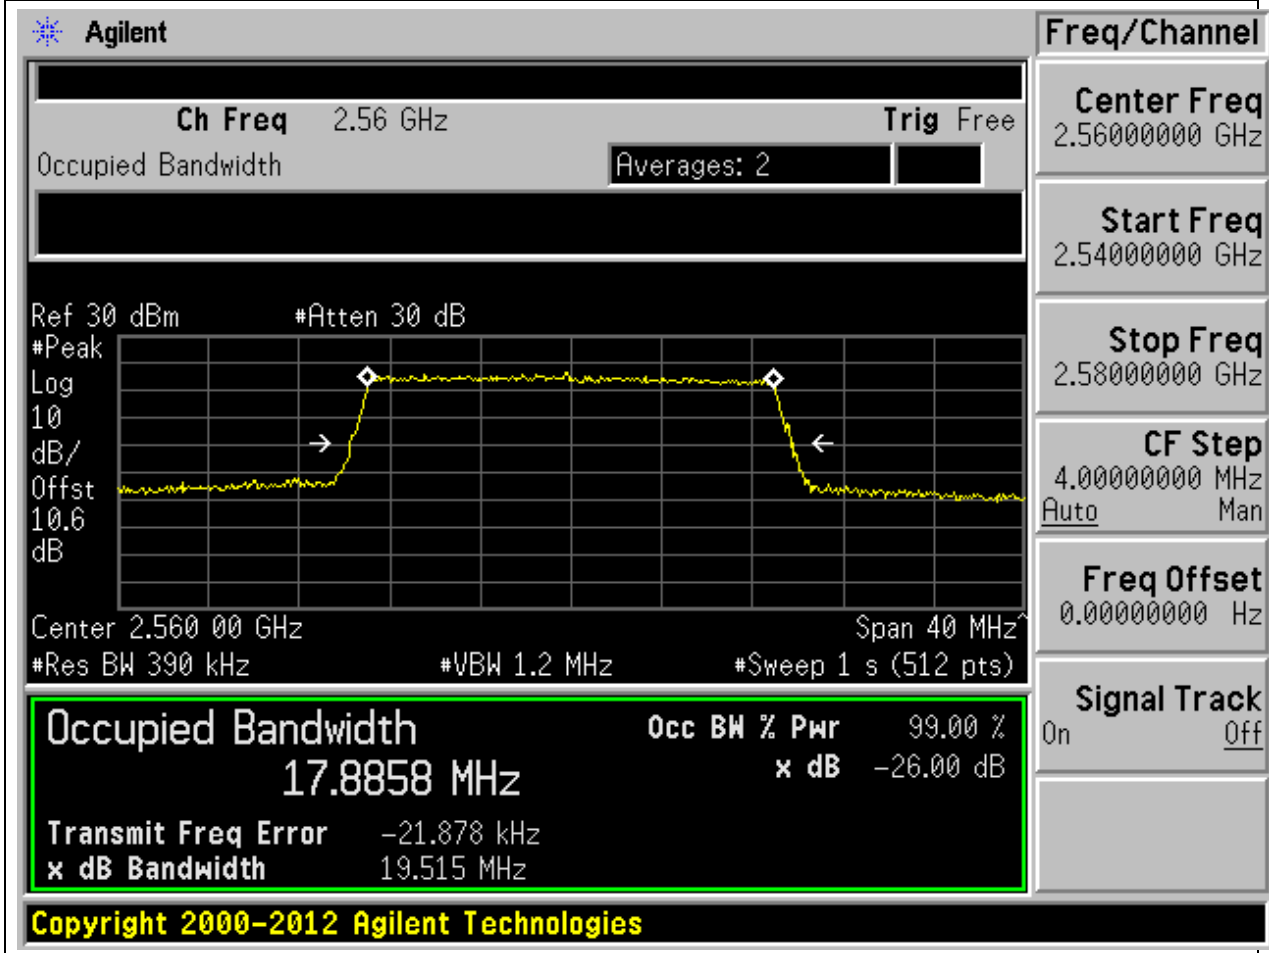 Agilent
Freq/Channel
Ch Freq 2.56 GHz Trig Free
Occupied Bandwidth Averages: 2
Ref 30 dBm #Atten 30 dB
#Peak
Log
10
dB/
Offst
10.6
dB
Center 2.560 00 GHz Span 40 MHz^
#Res BW 390 kHz #VBW 1.2 MHz #Sweep 1 s (512 pts)
Occupied Bandwidth Occ BW % Pwr 99.00 %
17.8858 MHz x dB -26.00 dB
Transmit Freq Error -21.878 kHz
x dB Bandwidth 19.515 MHz
Copyright 2000-2012 Agilent Technologies
Center Freq
2.56000000 GHz
Start Freq
2.54000000 GHz
Stop Freq
2.58000000 GHz
CF Step
4.00000000 MHz
Auto Man
Freq Offset
0.00000000 Hz
Signal Track
On Off